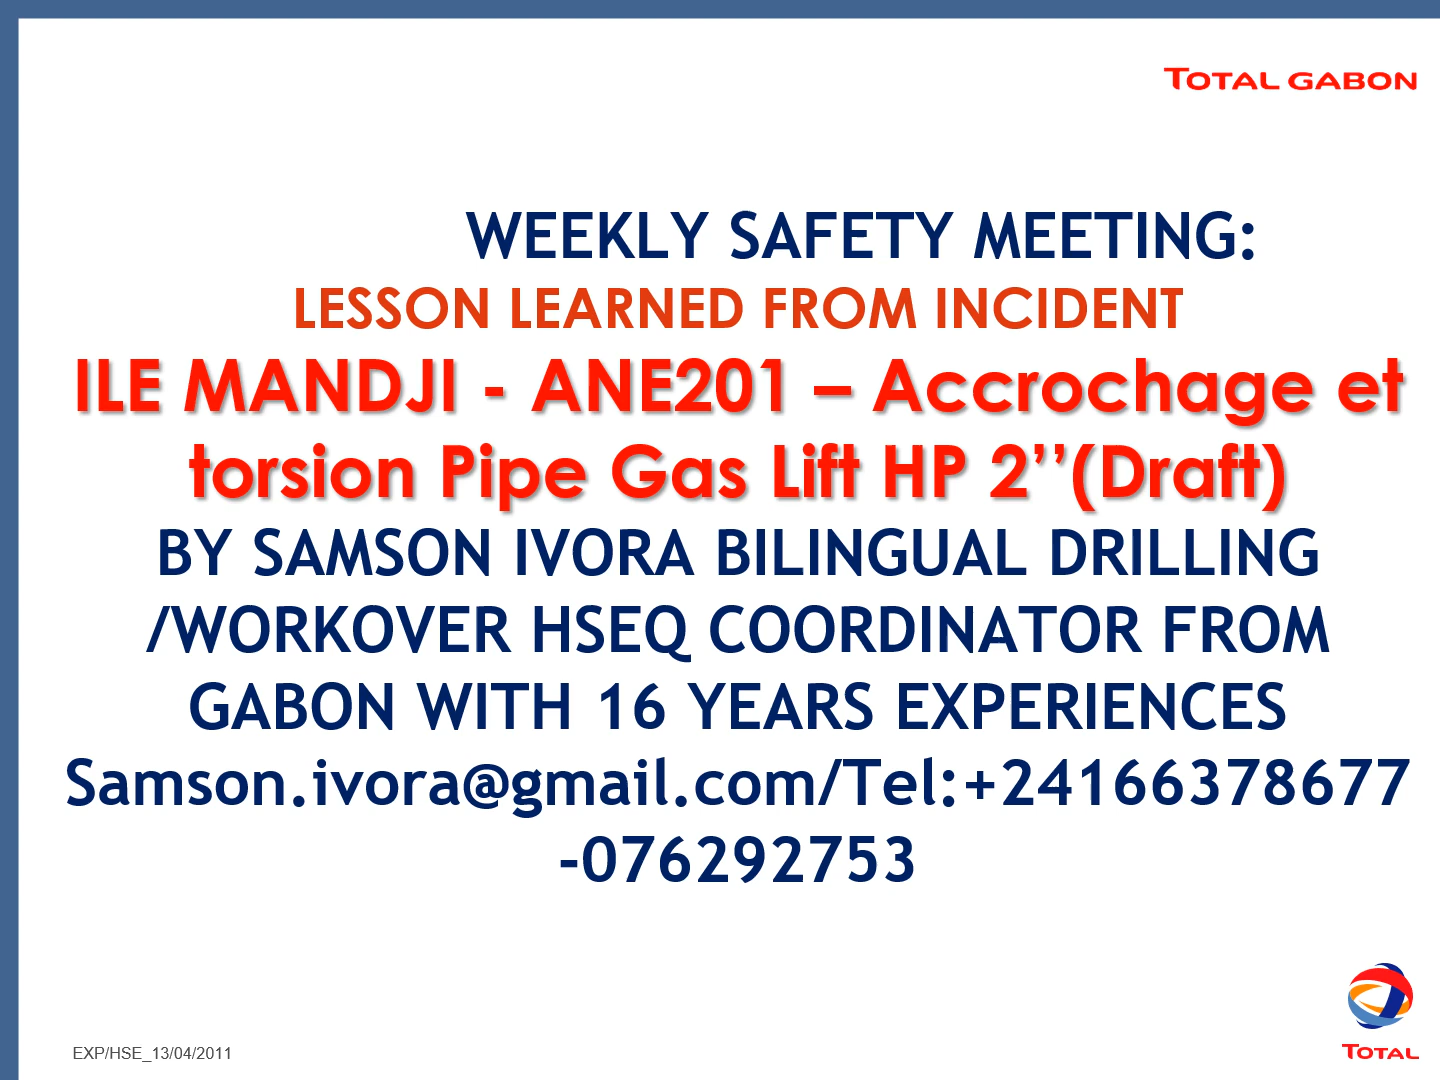 TOTAL GABON
WEEKLY SAFETY MEETING:
LESSON LEARNED FROM INCIDENT
ILE MANDJI - ANE201 – Accrochage et
torsion Pipe Gas Lift HP 2’’(Draft)
BY SAMSON IVORA BILINGUAL DRILLING
/WORKOVER HSEQ COORDINATOR FROM
GABON WITH 16 YEARS EXPERIENCES
Samson.ivora@gmail.com/Tel:+24166378677
-076292753
EXP/HSE_13/04/2011
TOTAL